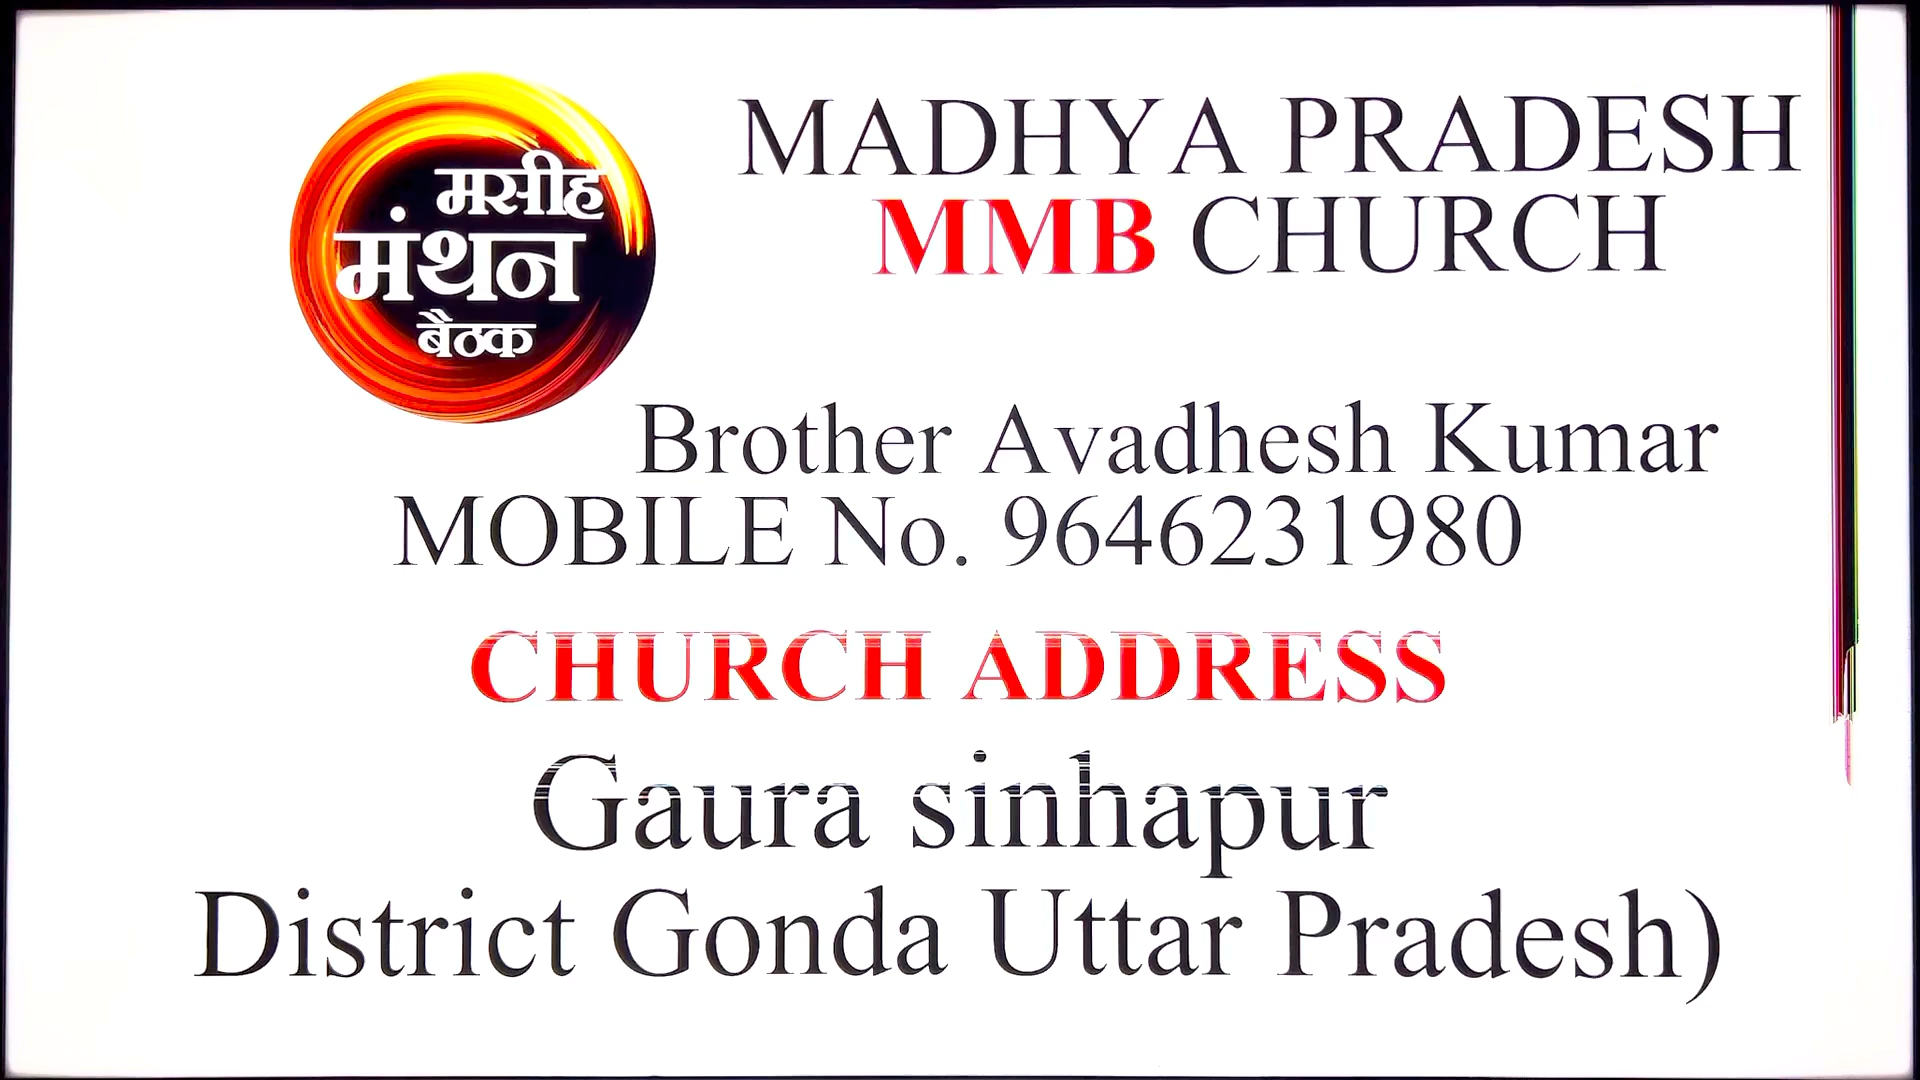 मसीह
मंथन
बैठक
MADHYA PRADESH
MMB CHURCH
Brother Avadhesh Kumar
MOBILE No. 9646231980
CHURCH ADDRESS
Gaura sinhapur
District Gonda Uttar Pradesh)